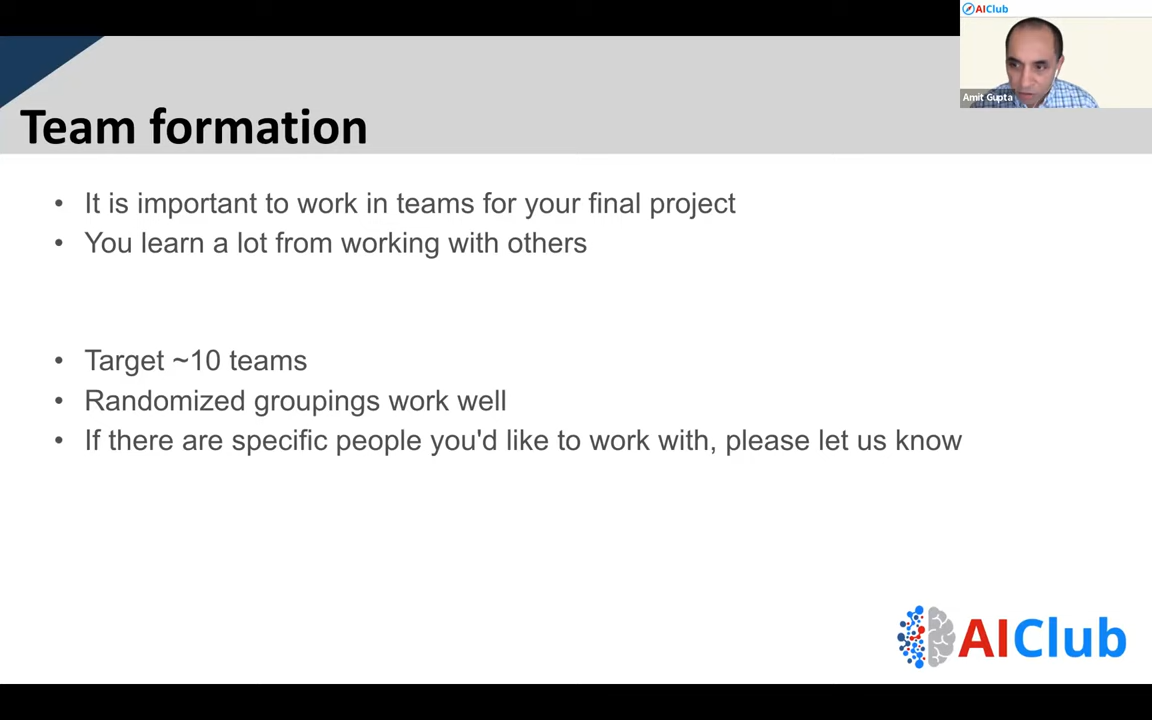 AIClub
Amit Gupta
Team formation
• It is important to work in teams for your final project
• You learn a lot from working with others
• Target ~10 teams
• Randomized groupings work well
• If there are specific people you'd like to work with, please let us know
AIClub